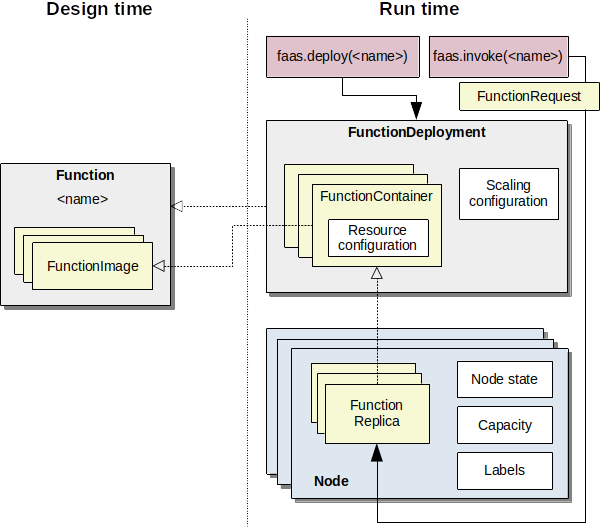 Design time
Run time
faas.deploy(<name>)
faas.invoke(<name>)
FunctionRequest
FunctionDeployment
Function
<name>
FunctionImage
FunctionContainer
Resource
configuration
Scaling
configuration
Function
Replica
Node state
Capacity
Labels
Node